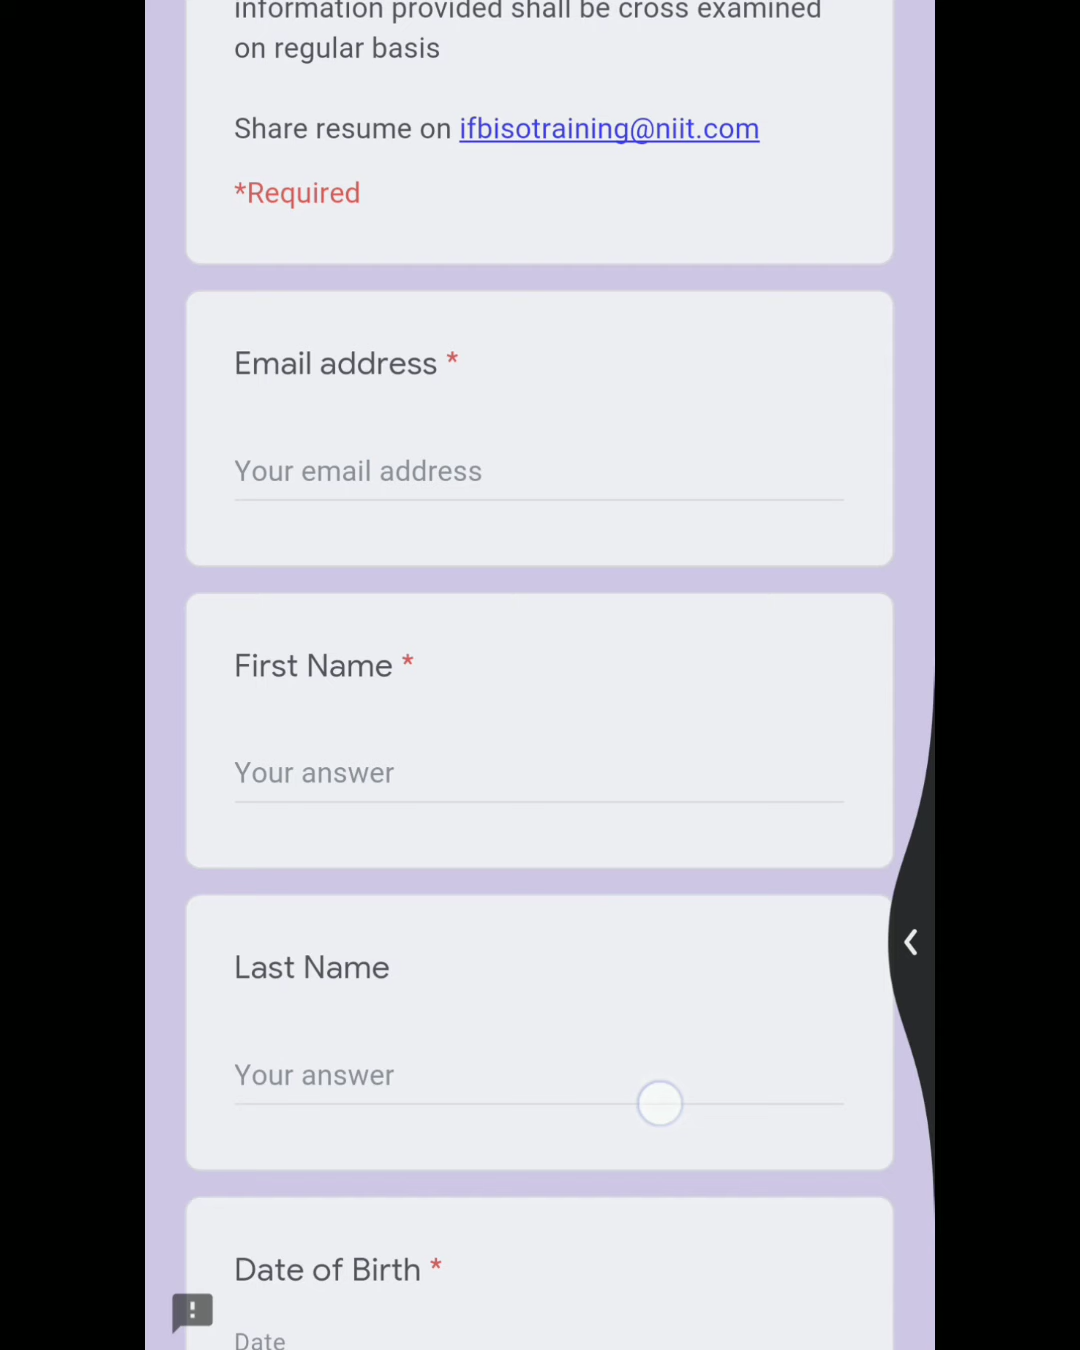 information provided shall be cross examined
on regular basis
Share resume on ifbisotraining@niit.com
*Required
Email address *
Your email address
First Name *
Your answer
Last Name
Your answer
Date of Birth *
Date